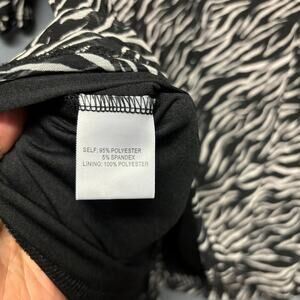 SELF: 95% POLYESTER
5% SPANDEX
LINING: 100% POLYESTER